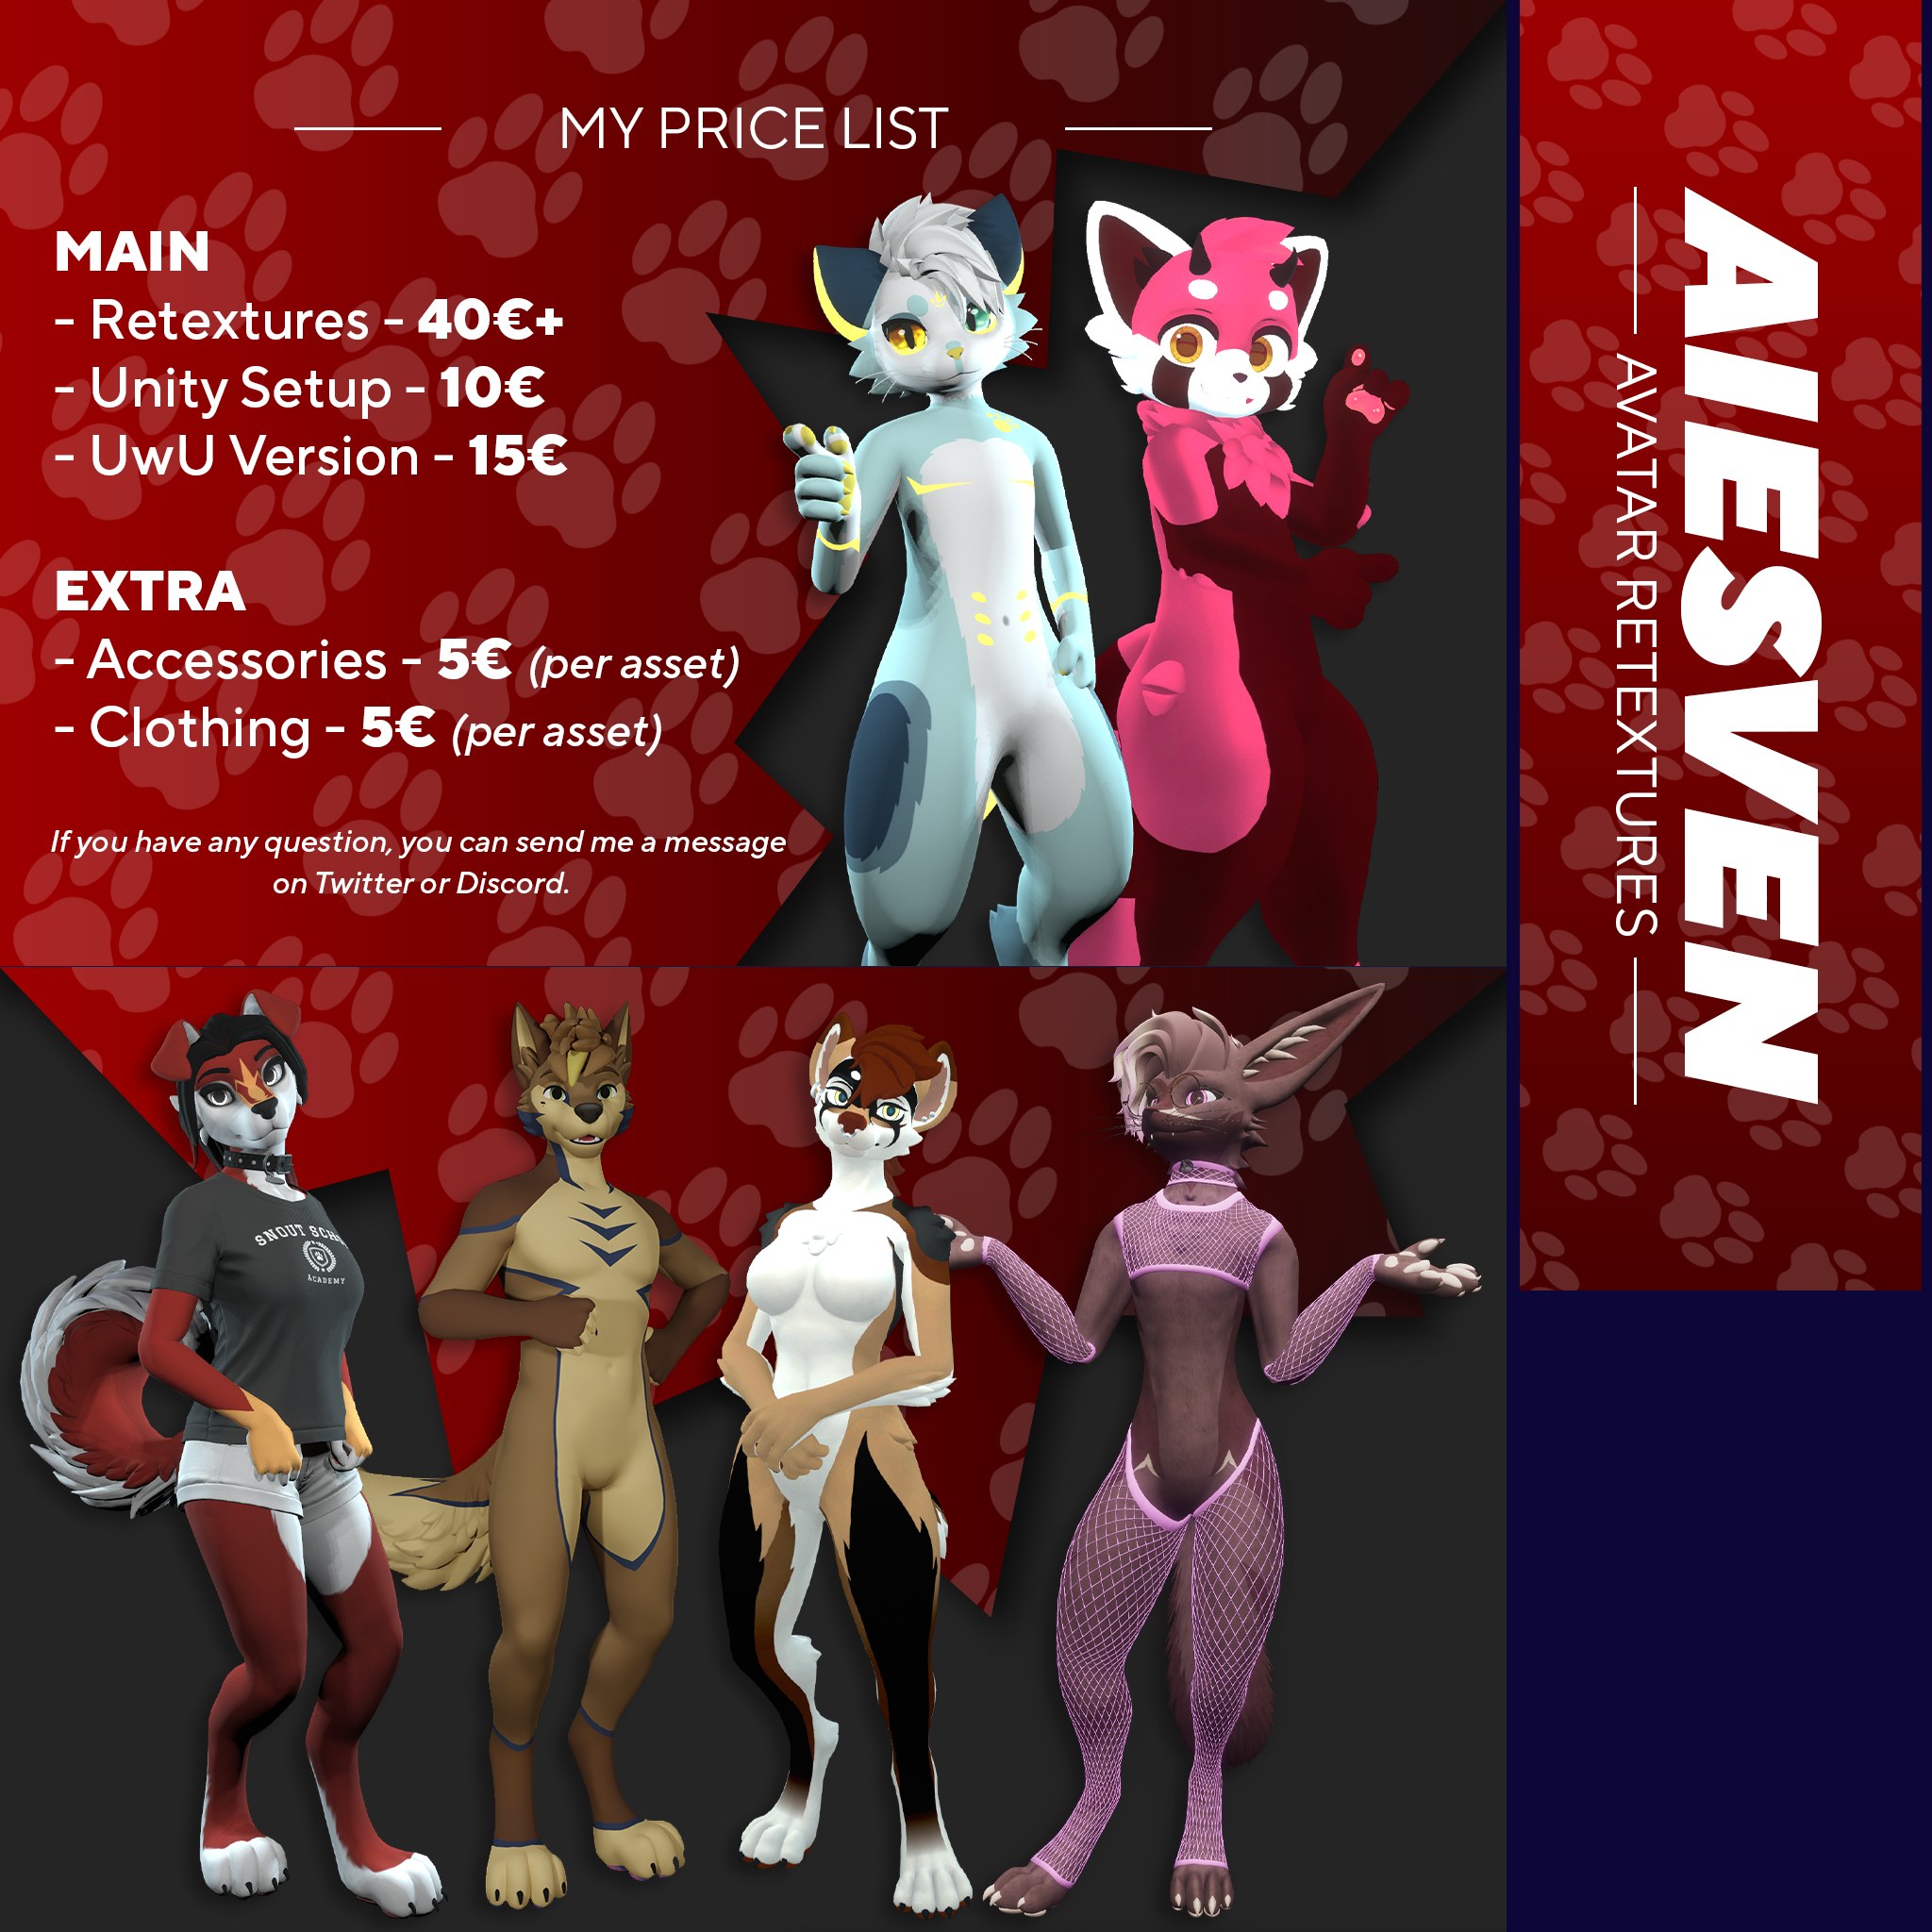 MY PRICE LIST
MAIN
- Retextures - 40€+
- Unity Setup - 10€
- UwU Version - 15€
EXTRA
- Accessories - 5€ (per asset)
- Clothing - 5€ (per asset)
If you have any question, you can send me a message
on Twitter or Discord.
AIESVEN
AVATAR RETEXTURES
SNOUT
ACADEMY